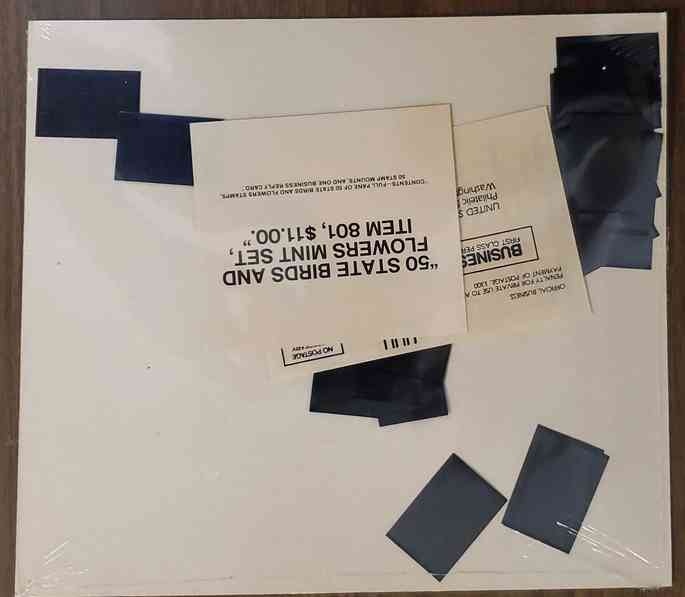 "50 STATE BIRDS AND
FLOWERS MINT SET,
ITEM 801, $11.00."
"CONTENTS--FULL PANE OF 50 STATE BIRDS AND FLOWERS STAMPS,
50 STAMP MOUNTS, AND ONE BUSINESS REPLY CARD."
NO POSTAGE
OFFICIAL BUSINESS
PENALTY FOR PRIVATE USE TO A
PAYMENT OF POSTAGE, $300
BUSINES
FIRST CLASS PER
UNITED S
Philatelic
Washing